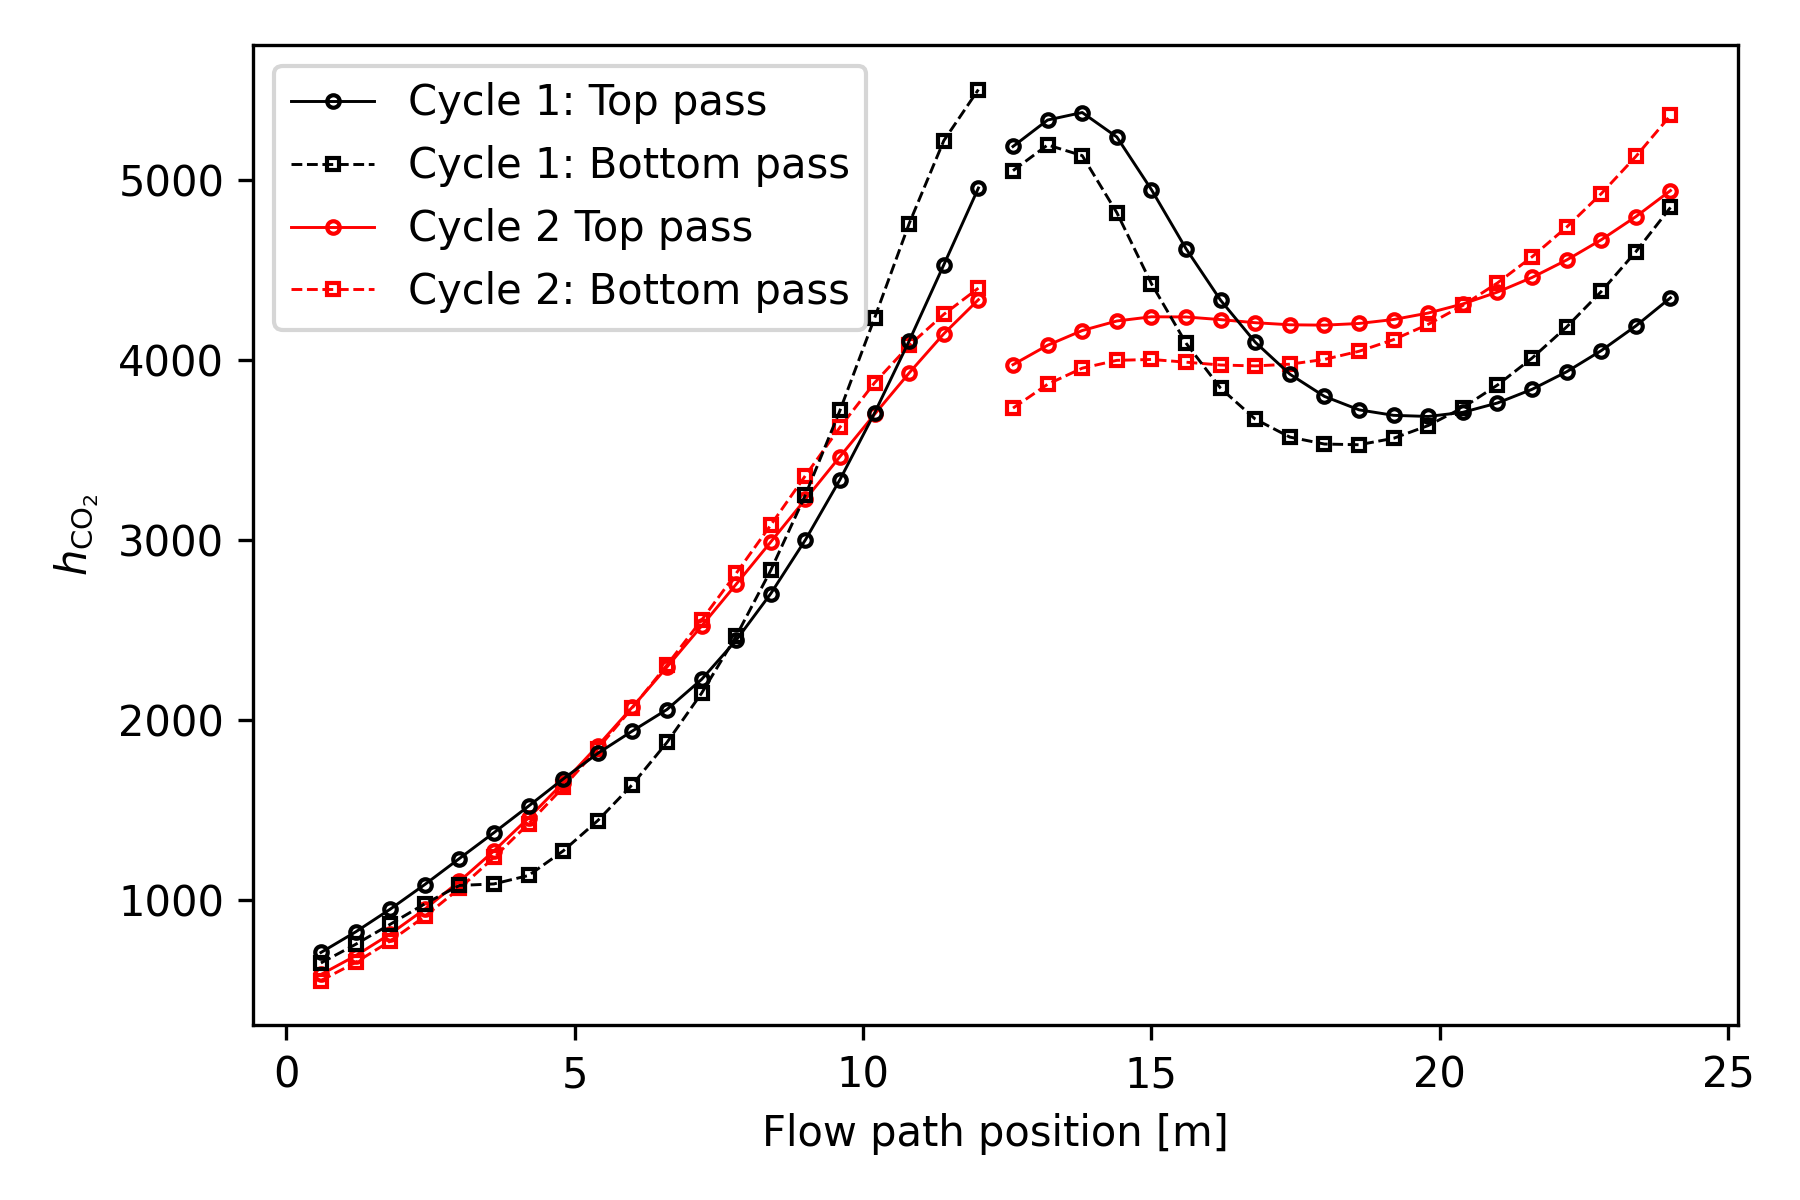 Cycle 1: Top pass
Cycle 1: Bottom pass
Cycle 2 Top pass
Cycle 2: Bottom pass
5000
4000
3000
2000
1000
h_CO₂
0 5 10 15 20 25
Flow path position [m]